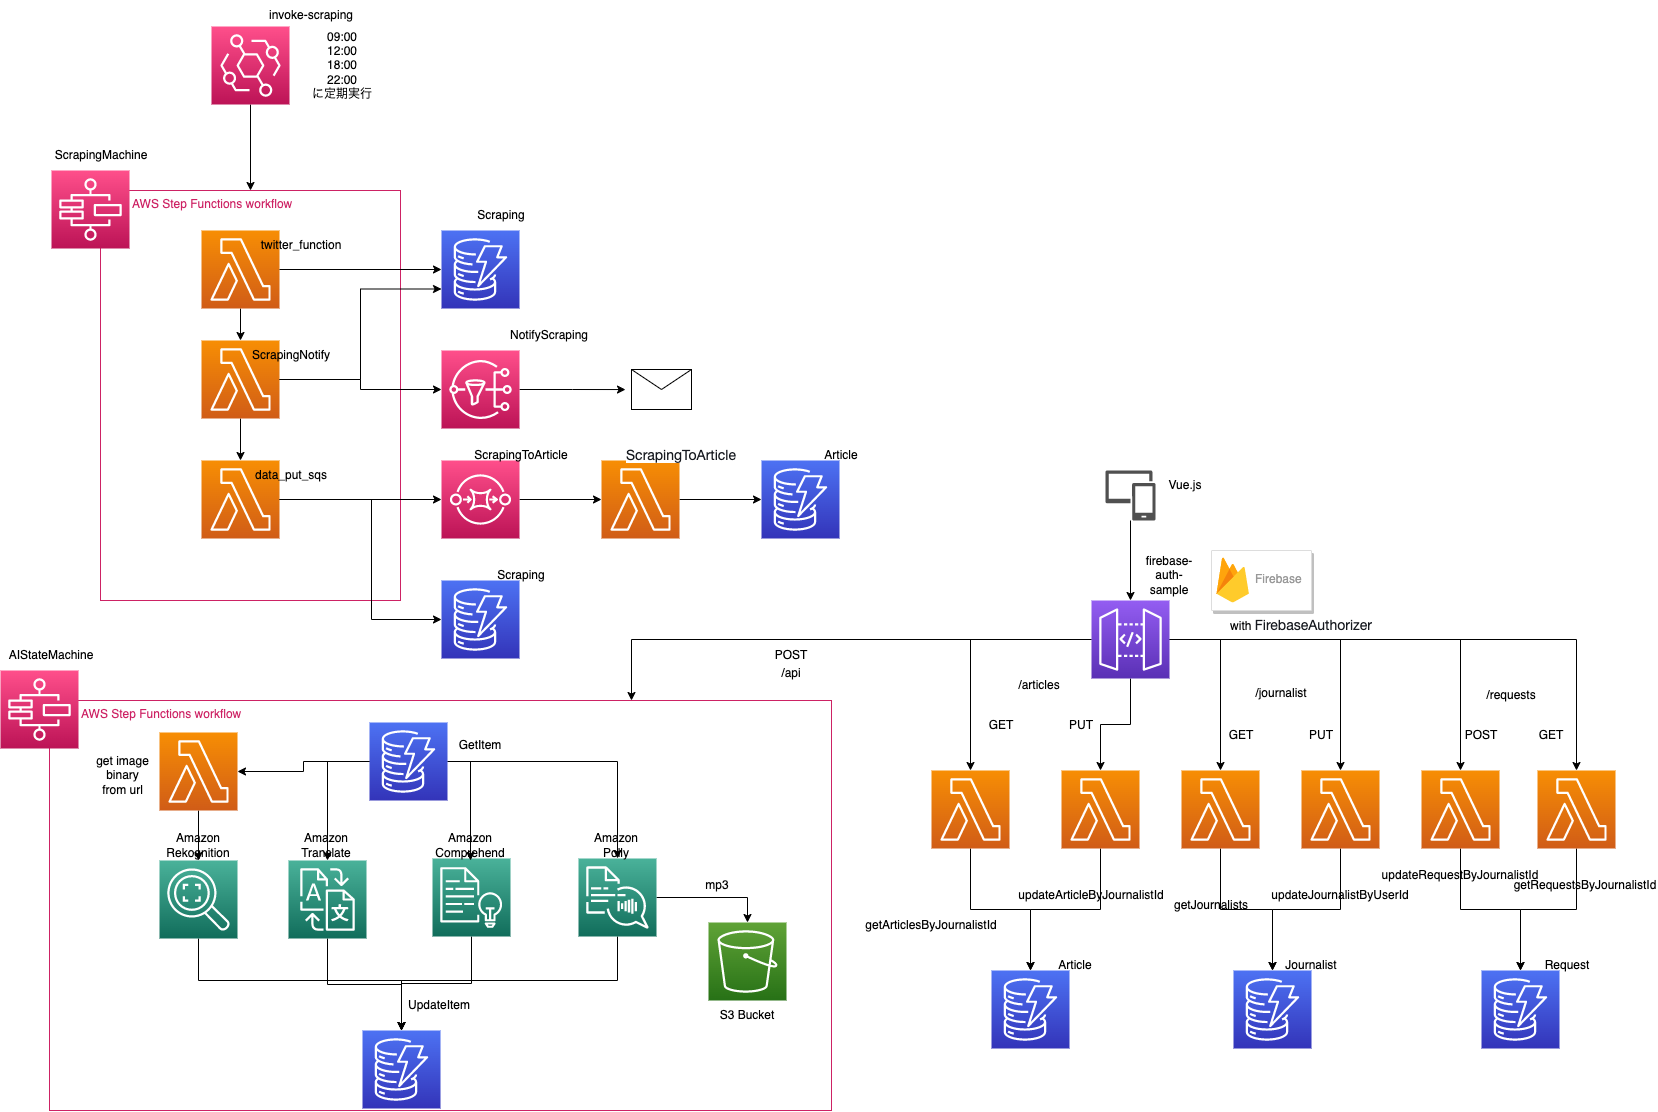 invoke-scraping
09:00
12:00
18:00
22:00
に定期実行
ScrapingMachine
AWS Step Functions workflow
twitter_function
Scraping
ScrapingNotify
NotifyScraping
data_put_sqs
ScrapingToArticle
ScrapingToArticle
Article
Scraping
Vue.js
firebase-
auth-
sample
Firebase
with FirebaseAuthorizer
AIStateMachine
AWS Step Functions workflow
POST
/api
get image
binary
from url
GetItem
Amazon
Rekognition
Amazon
Translate
Amazon
Comprehend
Amazon
Polly
mp3
S3 Bucket
UpdateItem
/articles
GET
PUT
/journalist
GET
PUT
/requests
POST
GET
getArticlesByJournalistId
updateArticleByJournalistId
getJournalists
updateJournalistByUserId
updateRequestByJournalistId
getRequestsByJournalistId
Article
Journalist
Request